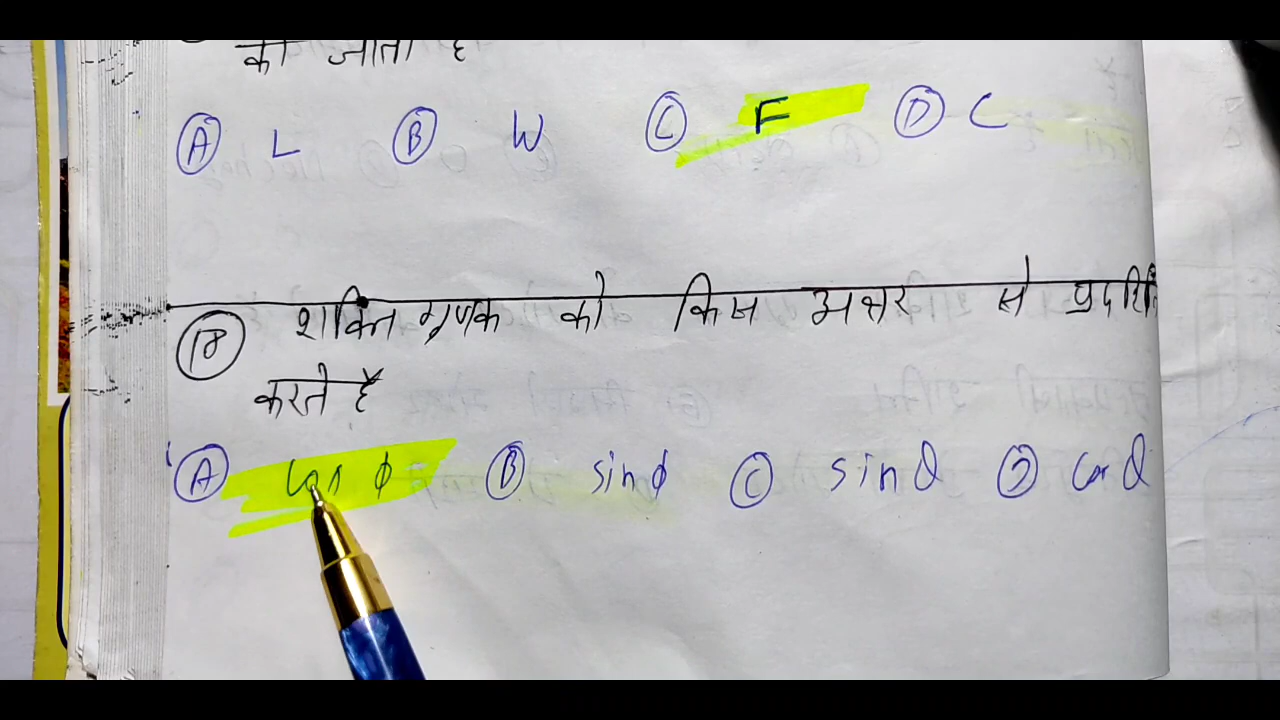 की जाती है
Ⓐ L Ⓑ W Ⓒ F Ⓓ C
⑱ शक्ति गुणक को किस अक्षर से प्रदर्शित
करते है
Ⓐ cos ϕ Ⓑ sin ϕ Ⓒ sin Q Ⓓ cos Q